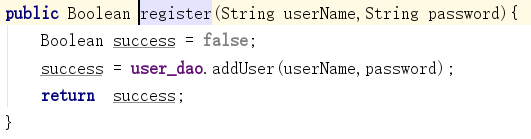 public Boolean register(String userName,String password){
    Boolean success = false;
    success = user_dao.addUser(userName,password);
    return  success;
}